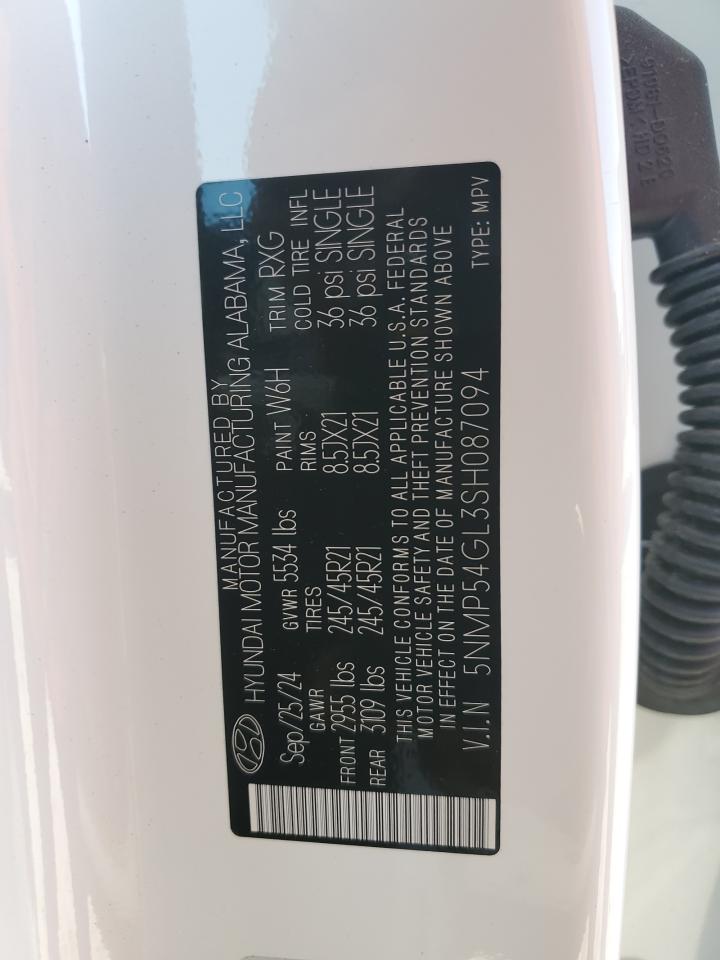 MANUFACTURED BY
HYUNDAI MOTOR MANUFACTURING ALABAMA, LLC
Sep/25/24 GVWR 5534 lbs PAINT W6H TRIM RXG
GAWR TIRES RIMS COLD TIRE INFL
FRONT 2955 lbs 245/45R21 8.5JX21 36 psi SINGLE
REAR 3109 lbs 245/45R21 8.5JX21 36 psi SINGLE
THIS VEHICLE CONFORMS TO ALL APPLICABLE U.S.A. FEDERAL
MOTOR VEHICLE SAFETY AND THEFT PREVENTION STANDARDS
IN EFFECT ON THE DATE OF MANUFACTURE SHOWN ABOVE
V.I.N 5NMP54GL3SH087094 TYPE: MPV